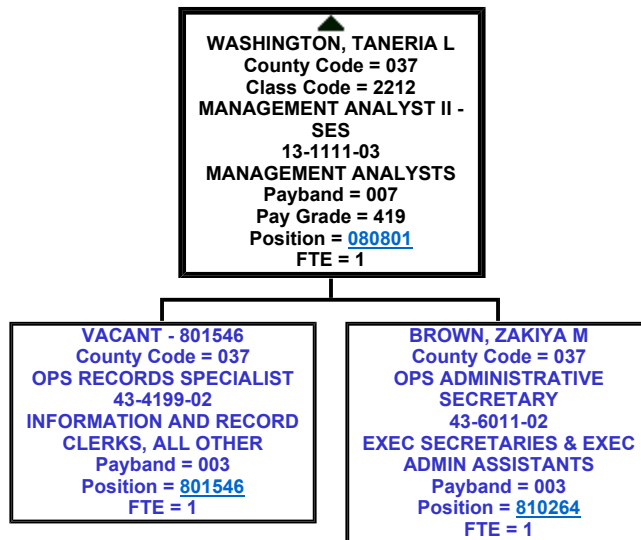 WASHINGTON, TANERIA L
County Code = 037
Class Code = 2212
MANAGEMENT ANALYST II -
SES
13-1111-03
MANAGEMENT ANALYSTS
Payband = 007
Pay Grade = 419
Position = 080801
FTE = 1
VACANT - 801546
County Code = 037
OPS RECORDS SPECIALIST
43-4199-02
INFORMATION AND RECORD
CLERKS, ALL OTHER
Payband = 003
Position = 801546
FTE = 1
BROWN, ZAKIYA M
County Code = 037
OPS ADMINISTRATIVE
SECRETARY
43-6011-02
EXEC SECRETARIES & EXEC
ADMIN ASSISTANTS
Payband = 003
Position = 810264
FTE = 1